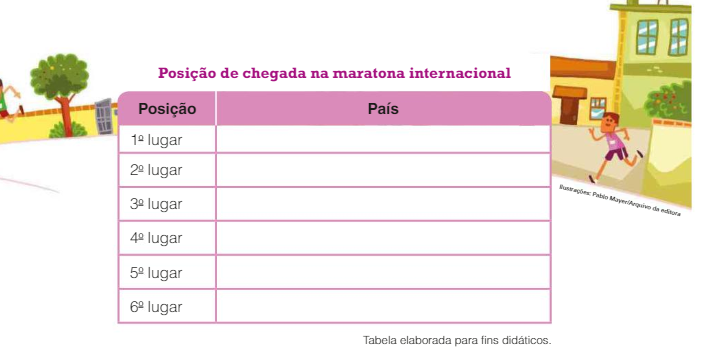 Posição de chegada na maratona internacional
Posição País
1º lugar
2º lugar
3º lugar
4º lugar
5º lugar
6º lugar
Ilustrações: Pablo Mayer/Arquivo da editora
Tabela elaborada para fins didáticos.